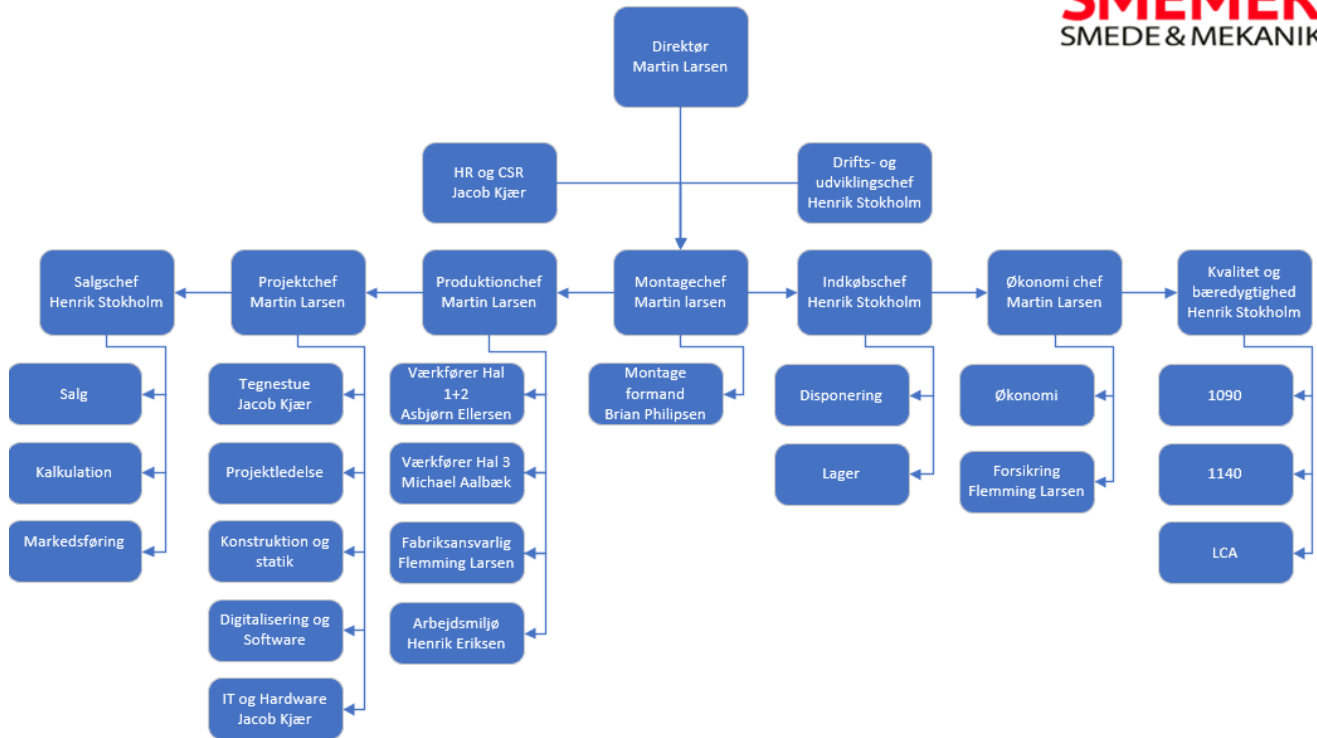 SMEMEK
SMEDE & MEKANIK
Direktør
Martin Larsen
HR og CSR
Jacob Kjær
Drifts- og
udviklingschef
Henrik Stokholm
Salgschef
Henrik Stokholm
Projektchef
Martin Larsen
Produktionchef
Martin Larsen
Montagechef
Martin larsen
Indkøbschef
Henrik Stokholm
Økonomi chef
Martin Larsen
Kvalitet og
bæredygtighed
Henrik Stokholm
Salg
Kalkulation
Markedsføring
Tegnestue
Jacob Kjær
Projektledelse
Konstruktion og
statik
Digitalisering og
Software
IT og Hardware
Jacob Kjær
Værkfører Hal
1+2
Asbjørn Ellersen
Værkfører Hal 3
Michael Aalbæk
Fabriksansvarlig
Flemming Larsen
Arbejdsmiljø
Henrik Eriksen
Montage
formand
Brian Philipsen
Disponering
Lager
Økonomi
Forsikring
Flemming Larsen
1090
1140
LCA